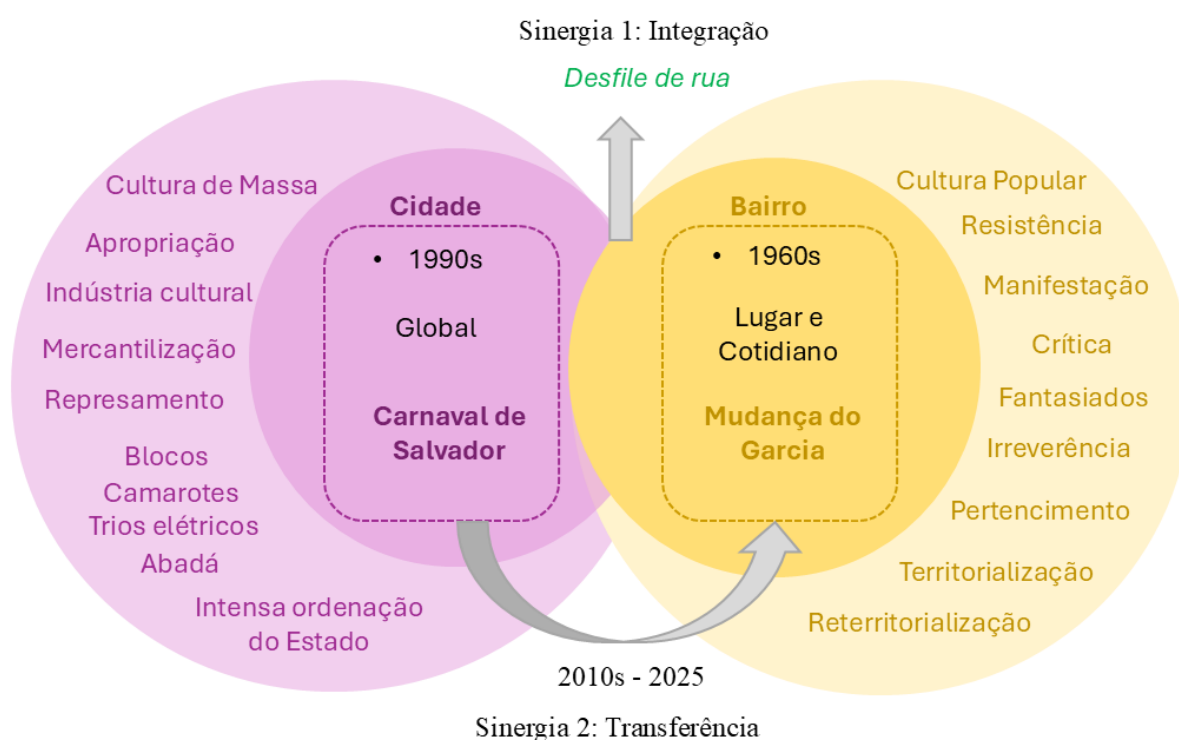 Sinergia 1: Integração
Desfile de rua
Cultura de Massa
Apropriação
Indústria cultural
Mercantilização
Represamento
Blocos
Camarotes
Trios elétricos
Abadá
Intensa ordenação
do Estado
Cidade
• 1990s
Global
Carnaval de
Salvador
Bairro
• 1960s
Lugar e
Cotidiano
Mudança do
Garcia
Cultura Popular
Resistência
Manifestação
Crítica
Fantasiados
Irreverência
Pertencimento
Territorialização
Reterritorialização
2010s - 2025
Sinergia 2: Transferência